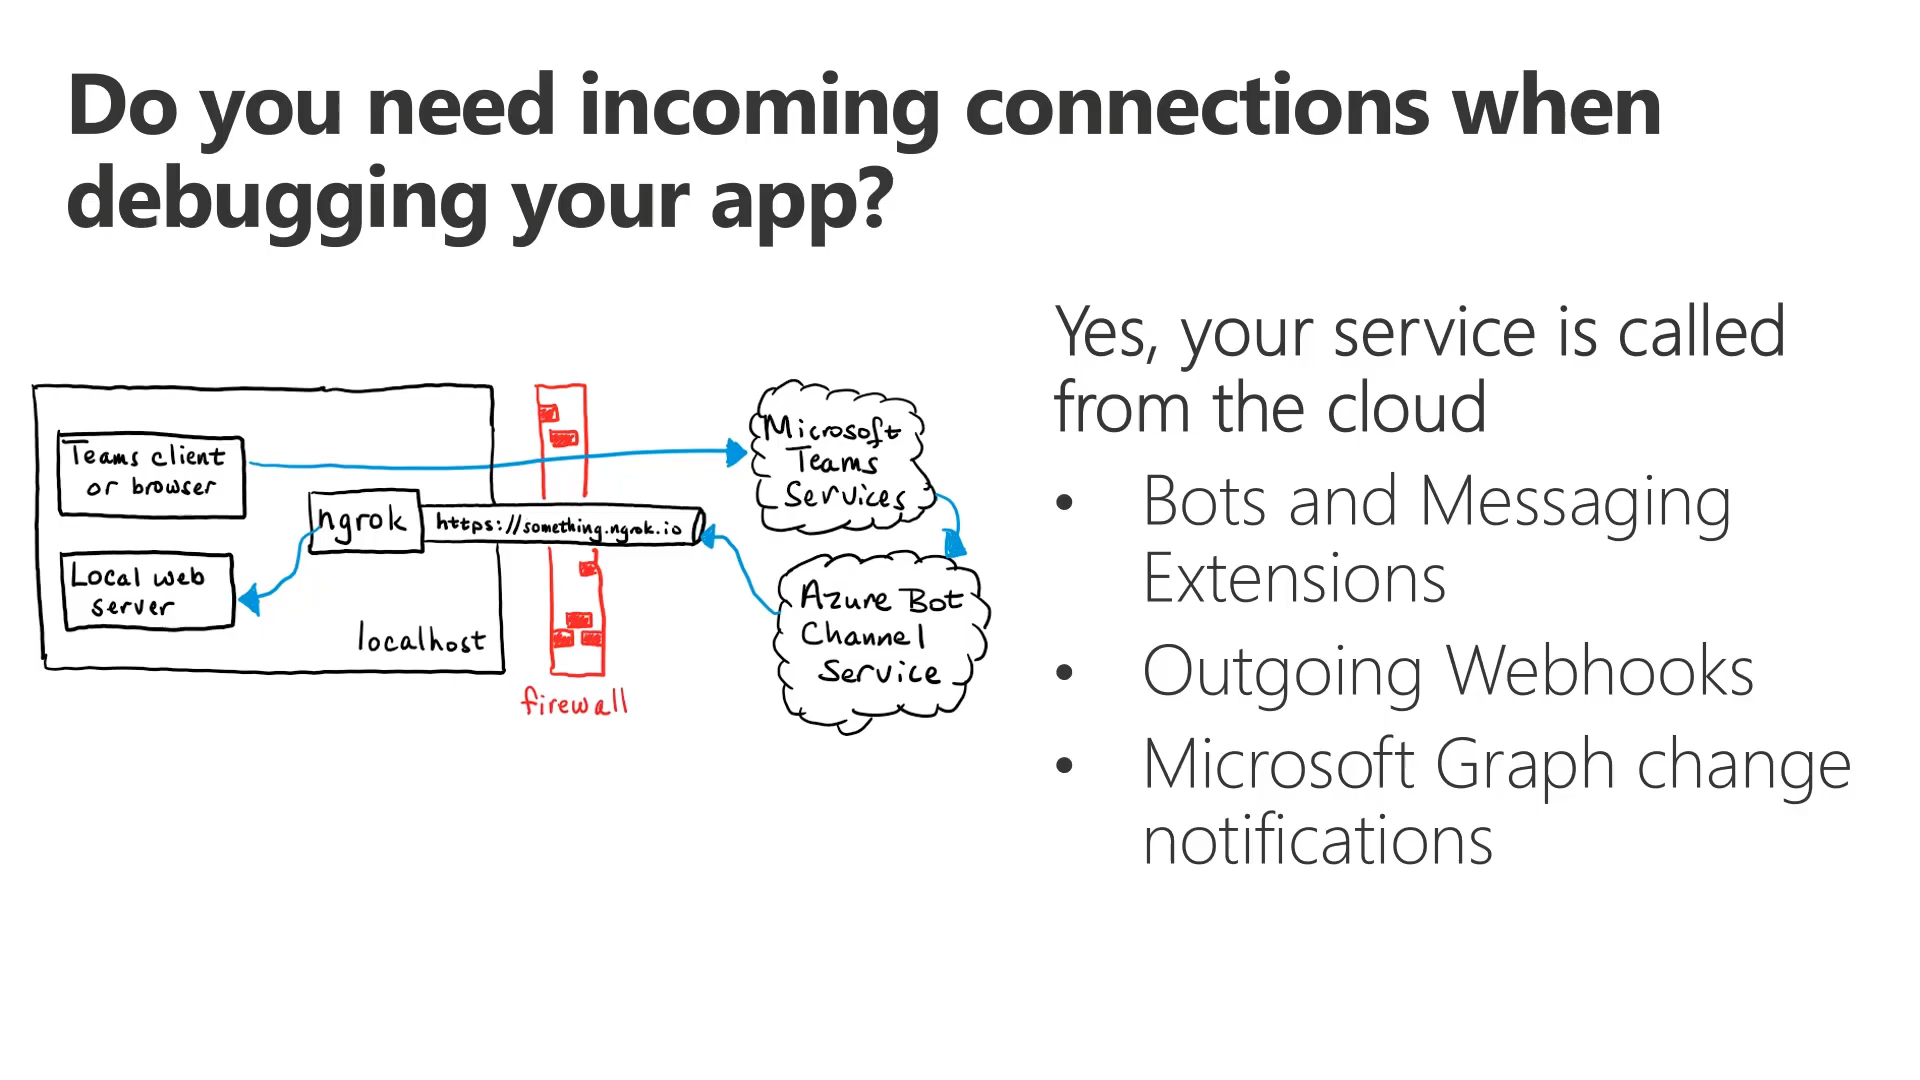 Do you need incoming connections when
debugging your app?
Teams client
or browser
ngrok
https://something.ngrok.io
Local web
server
localhost
firewall
Microsoft
Teams
Services
Azure Bot
Channel
Service
Yes, your service is called
from the cloud
• Bots and Messaging
Extensions
• Outgoing Webhooks
• Microsoft Graph change
notifications